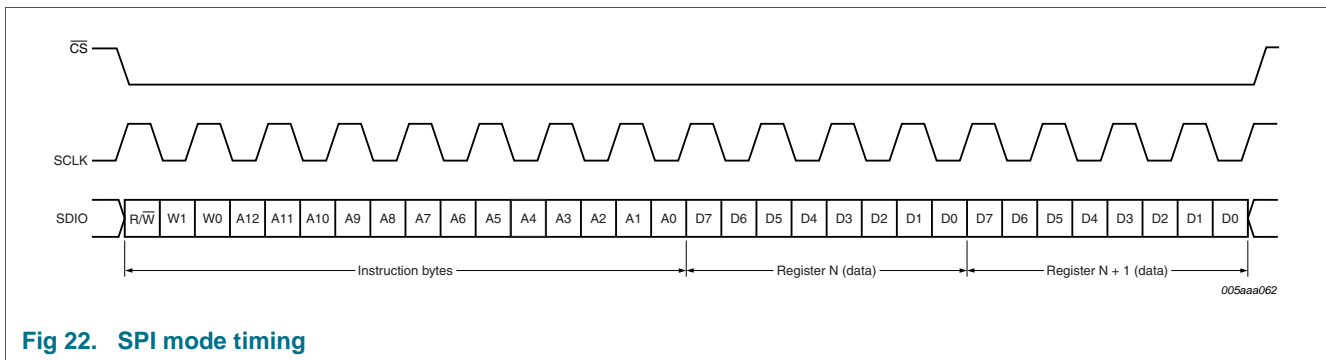 CS
SCLK
SDIO R/W W1 W0 A12 A11 A10 A9 A8 A7 A6 A5 A4 A3 A2 A1 A0 D7 D6 D5 D4 D3 D2 D1 D0 D7 D6 D5 D4 D3 D2 D1 D0
Instruction bytes Register N (data) Register N + 1 (data)
005aaa062
Fig 22. SPI mode timing